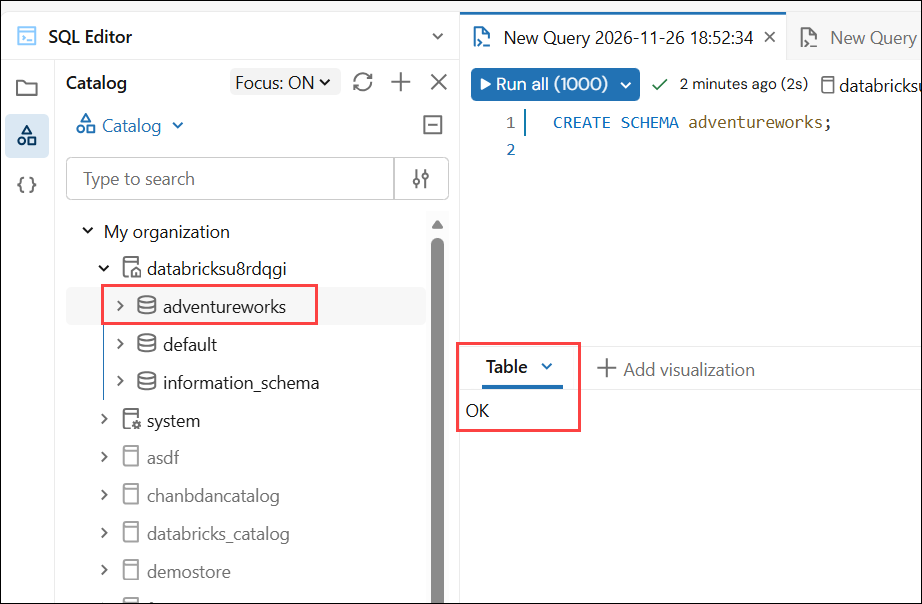 SQL Editor
Catalog
Focus: ON
Catalog
Type to search
My organization
databricksu8rdqgi
adventureworks
default
information_schema
system
asdf
chanbdancatalog
databricks_catalog
demostore
New Query 2026-11-26 18:52:34
New Query
Run all (1000)
2 minutes ago (2s)
databricksu
1 CREATE SCHEMA adventureworks;
2
Table
Add visualization
OK